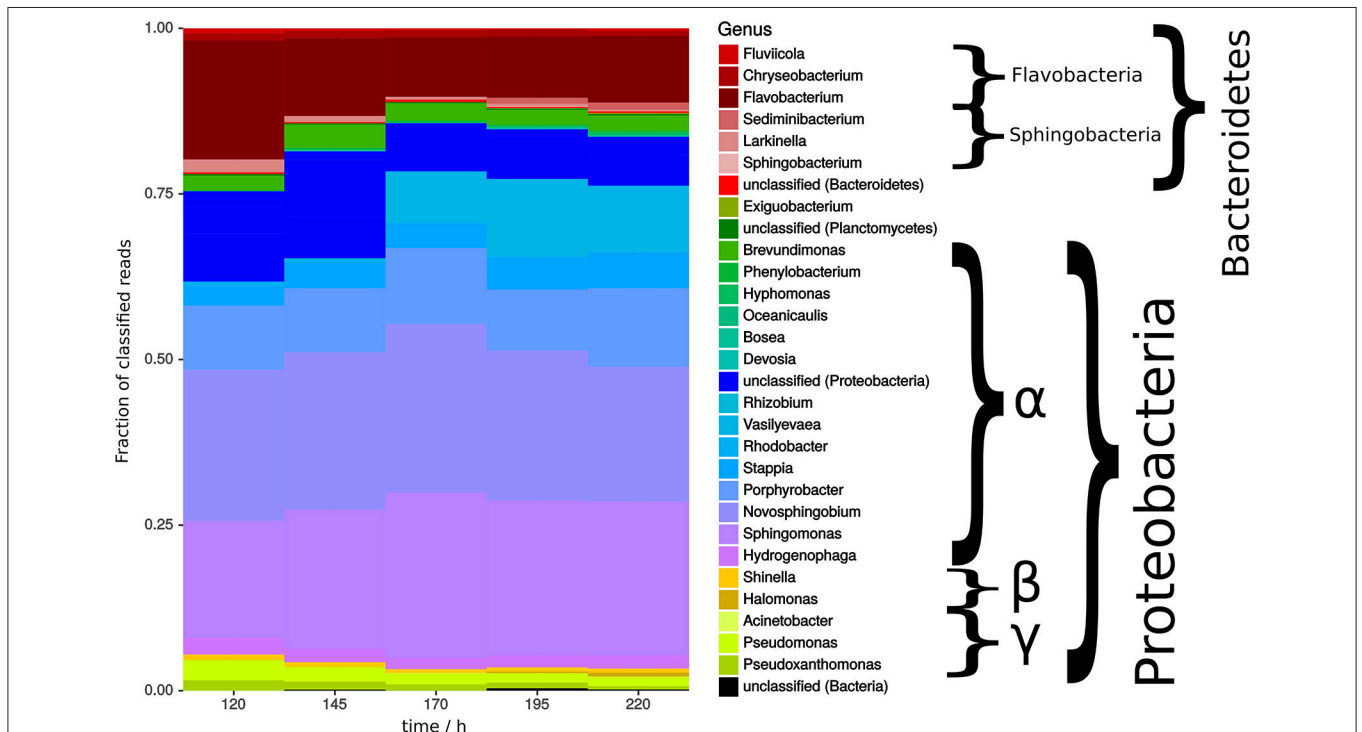 1.00
0.75
0.50
0.25
0.00
Fraction of classified reads
120 145 170 195 220
time / h
Genus
Fluviicola
Chryseobacterium
Flavobacterium
Sediminibacterium
Larkinella
Sphingobacterium
unclassified (Bacteroidetes)
Exiguobacterium
unclassified (Planctomycetes)
Brevundimonas
Phenylobacterium
Hyphomonas
Oceanicaulis
Bosea
Devosia
unclassified (Proteobacteria)
Rhizobium
Vasilyevaea
Rhodobacter
Stappia
Porphyrobacter
Novosphingobium
Sphingomonas
Hydrogenophaga
Shinella
Halomonas
Acinetobacter
Pseudomonas
Pseudoxanthomonas
unclassified (Bacteria)
Flavobacteria
Sphingobacteria
Bacteroidetes
α
β
γ
Proteobacteria